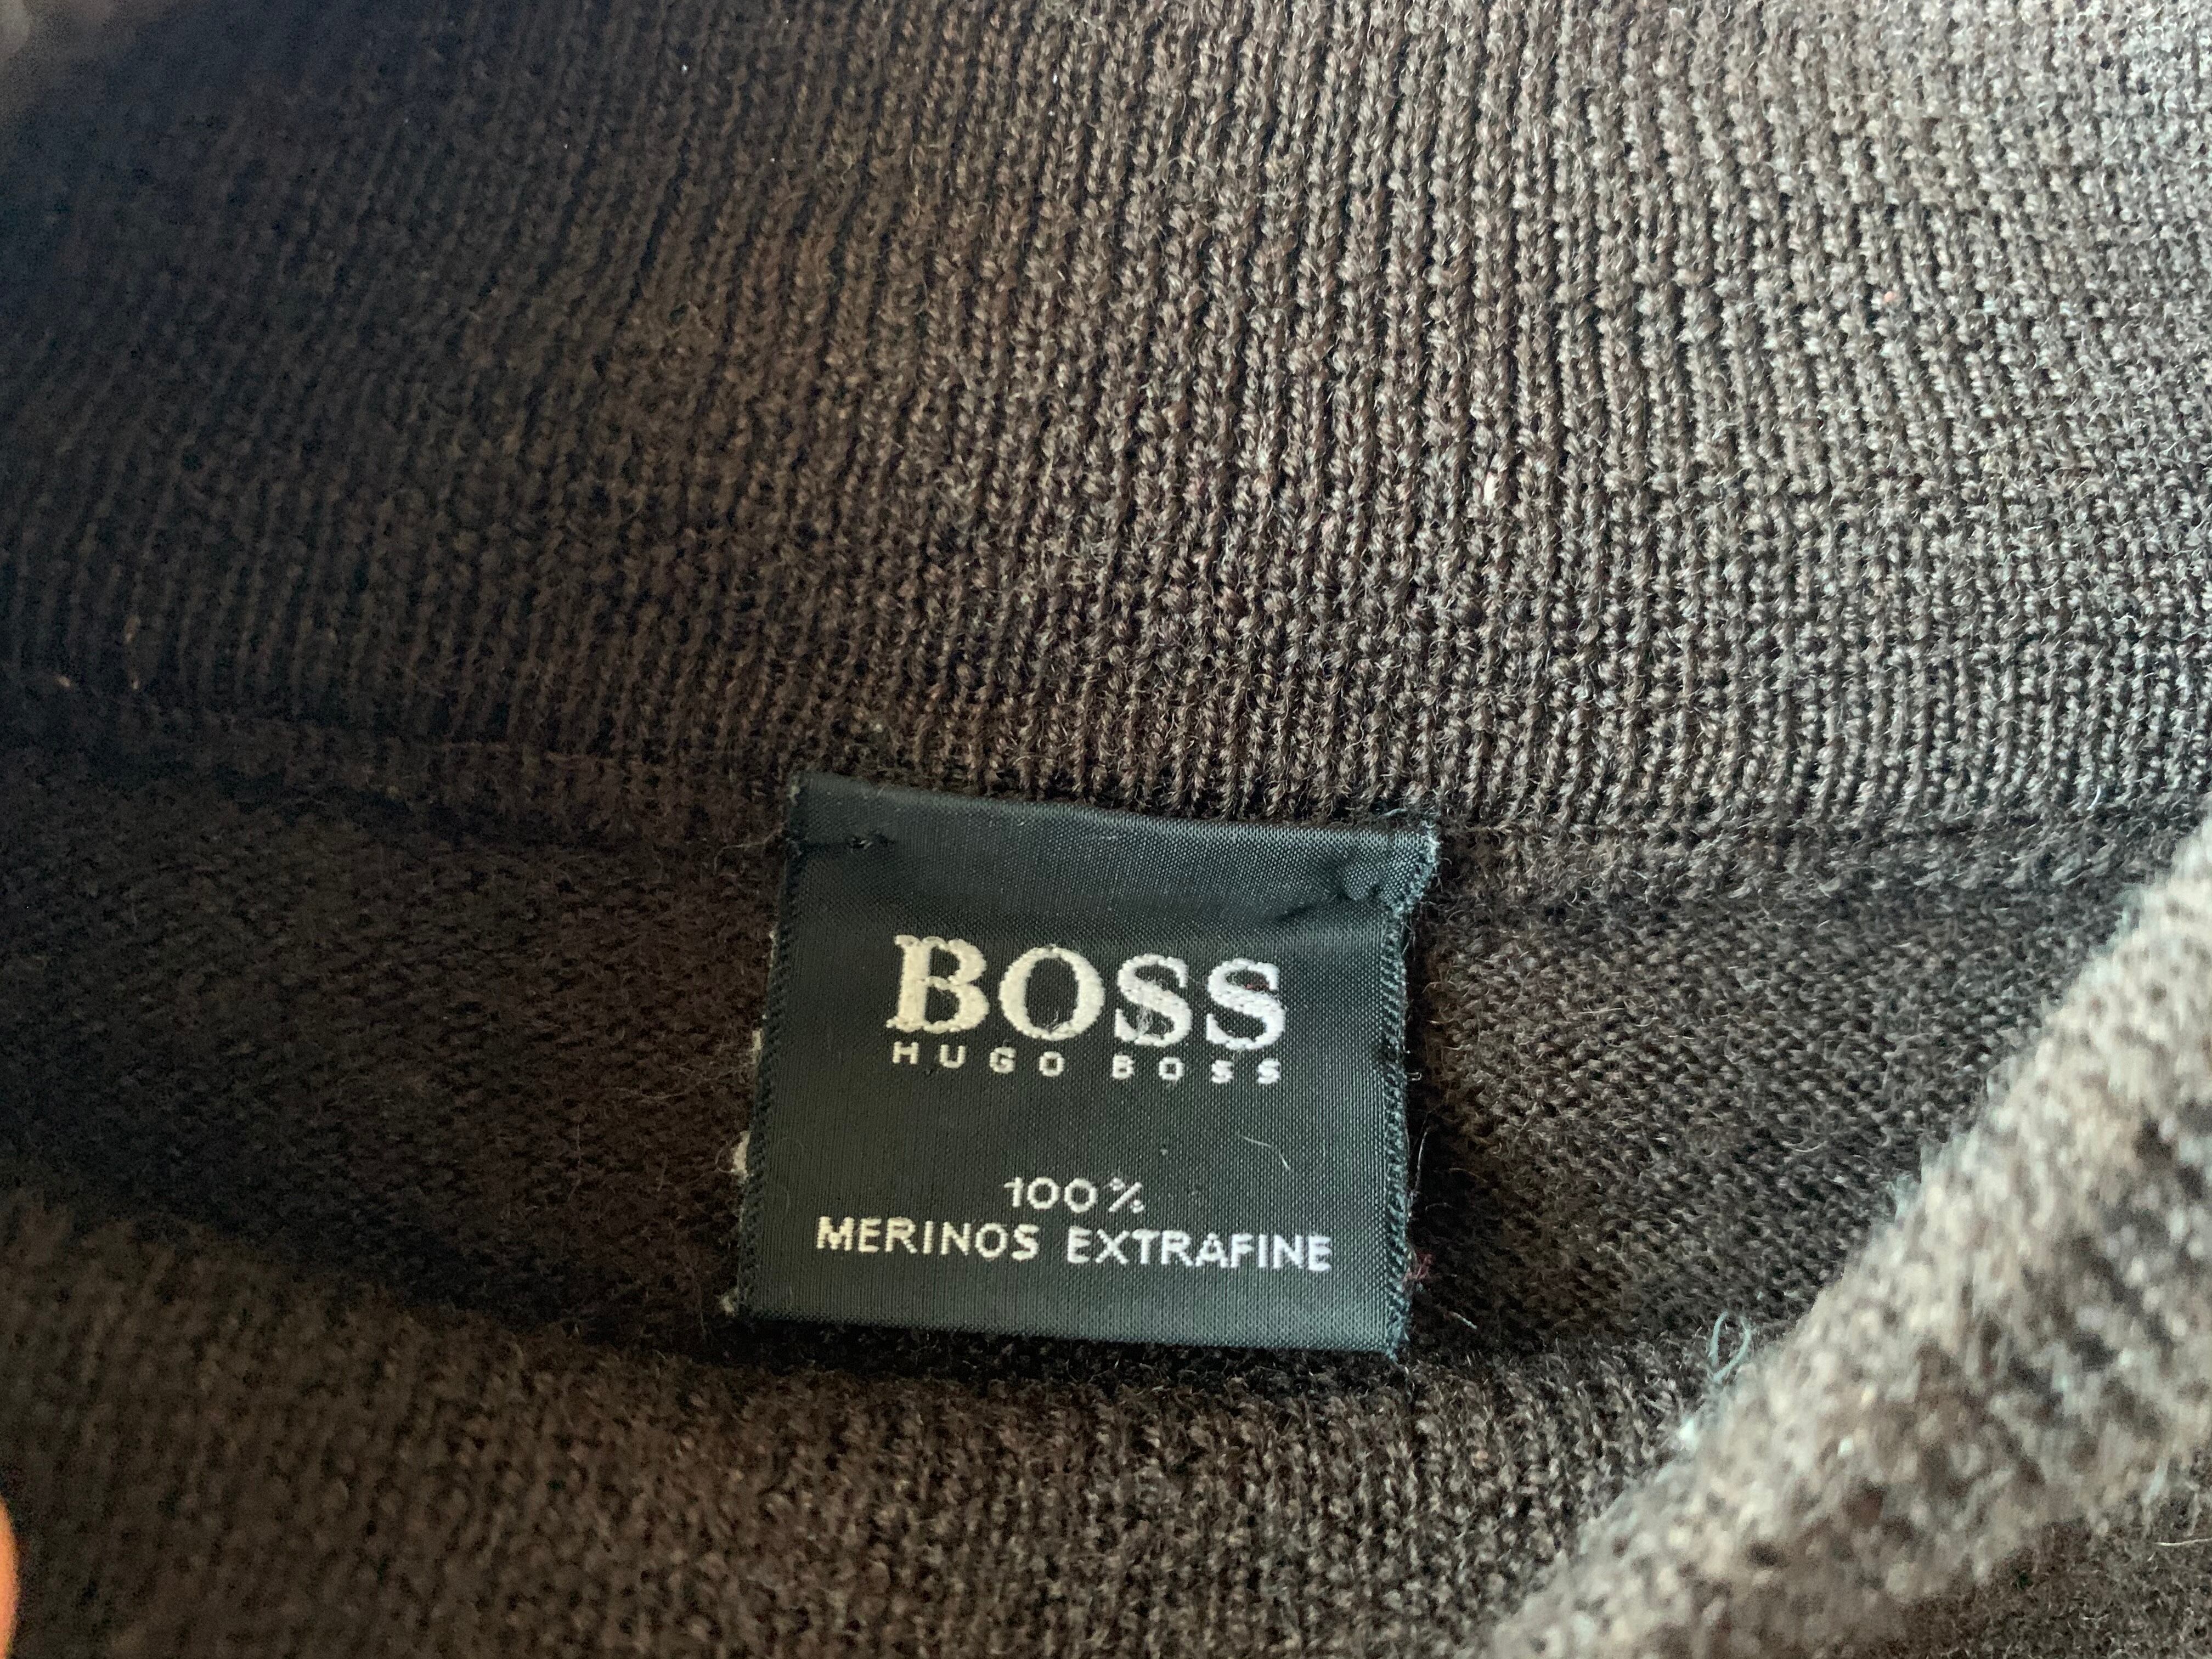 BOSS
HUGO BOSS
100%
MERINOS EXTRAFINE